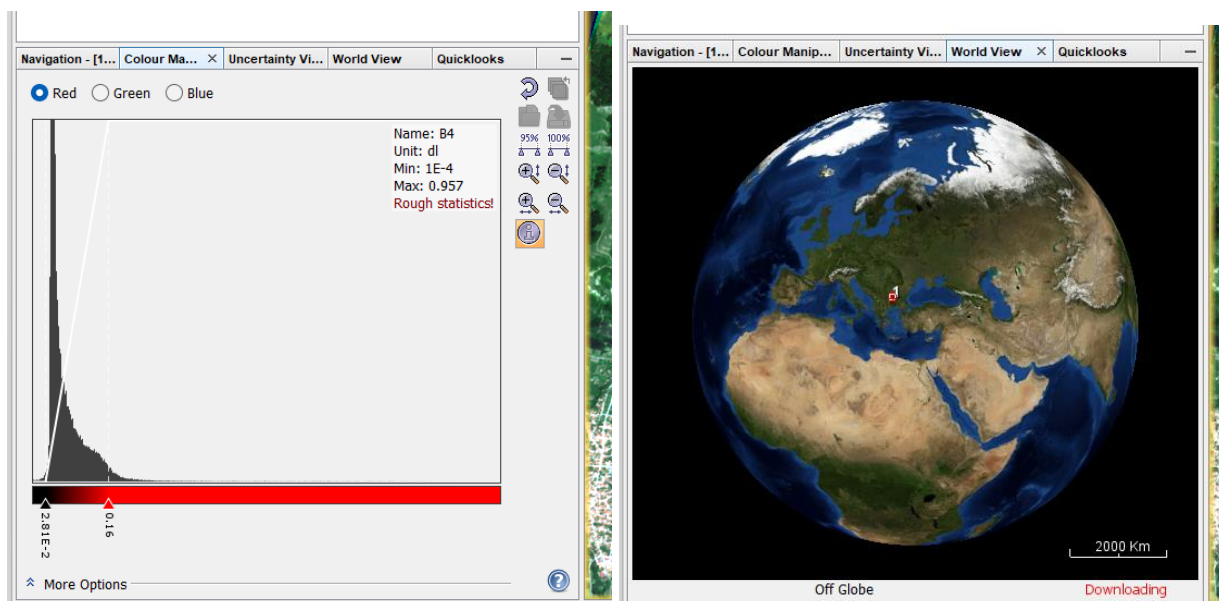 Navigation - [1... Colour Ma... × Uncertainty Vi... World View Quicklooks
Red Green Blue
Name: B4
Unit: dl
Min: 1E-4
Max: 0.957
Rough statistics!
95% 100%
2.81E-2
0.16
More Options
Navigation - [1... Colour Manip... Uncertainty Vi... World View × Quicklooks
1
2000 Km
Off Globe
Downloading